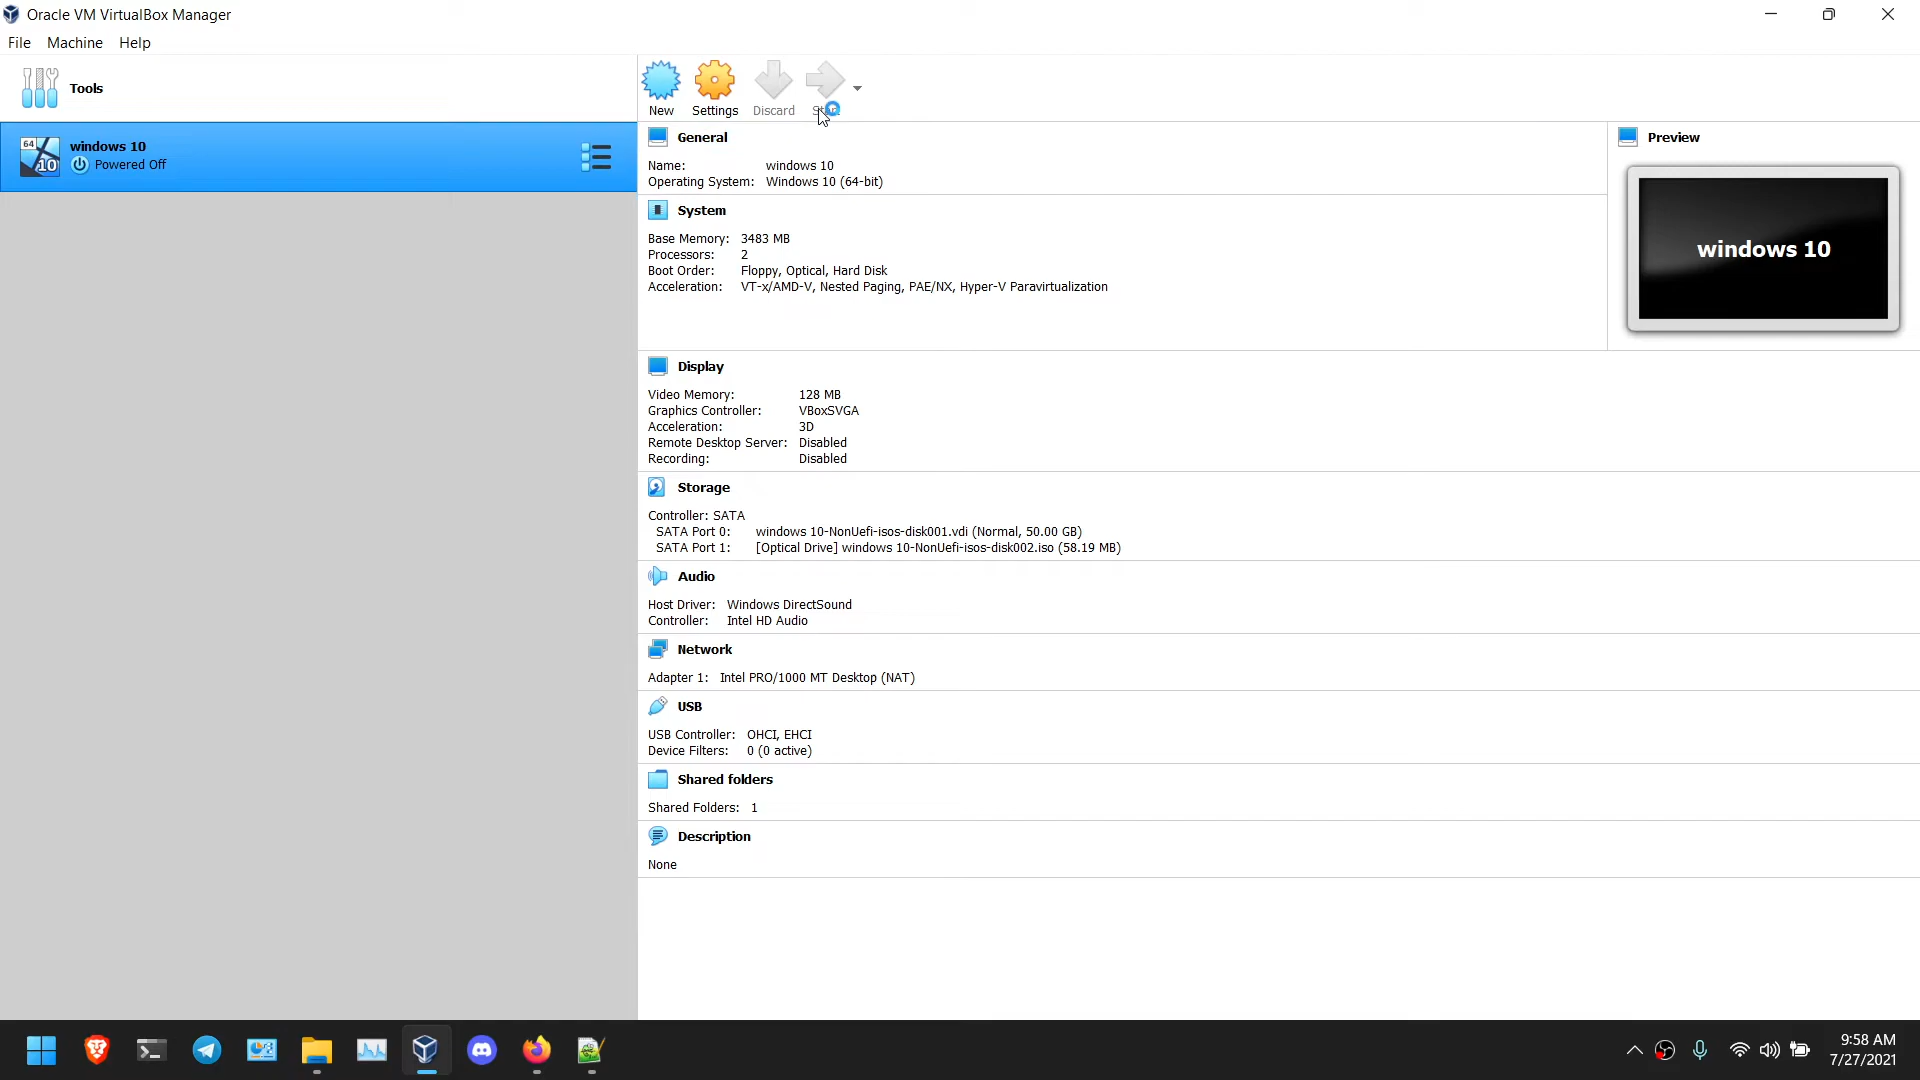 Oracle VM VirtualBox Manager
File Machine Help
Tools
New Settings Discard
64
10
windows 10
Powered Off
General
Name: windows 10
Operating System: Windows 10 (64-bit)
Preview
windows 10
System
Base Memory: 3483 MB
Processors: 2
Boot Order: Floppy, Optical, Hard Disk
Acceleration: VT-x/AMD-V, Nested Paging, PAE/NX, Hyper-V Paravirtualization
Display
Video Memory: 128 MB
Graphics Controller: VBoxSVGA
Acceleration: 3D
Remote Desktop Server: Disabled
Recording: Disabled
Storage
Controller: SATA
SATA Port 0: windows 10-NonUefi-isos-disk001.vdi (Normal, 50.00 GB)
SATA Port 1: [Optical Drive] windows 10-NonUefi-isos-disk002.iso (58.19 MB)
Audio
Host Driver: Windows DirectSound
Controller: Intel HD Audio
Network
Adapter 1: Intel PRO/1000 MT Desktop (NAT)
USB
USB Controller: OHCI, EHCI
Device Filters: 0 (0 active)
Shared folders
Shared Folders: 1
Description
None
9:58 AM
7/27/2021